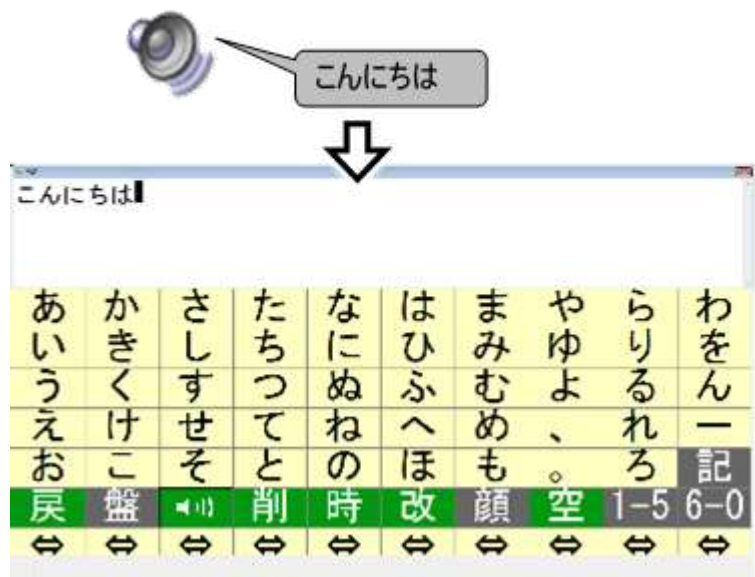 こんにちは
こんにちは
あ か さ た な は ま や ら わ
い き し ち に ひ み ゆ り を
う く す つ ぬ ふ む よ る ん
え け せ て ね へ め 、 れ ー
お こ そ と の ほ も 。 ろ 記
戻 盤 削 時 改 顔 空 1-5 6-0
⇔ ⇔ ⇔ ⇔ ⇔ ⇔ ⇔ ⇔ ⇔ ⇔